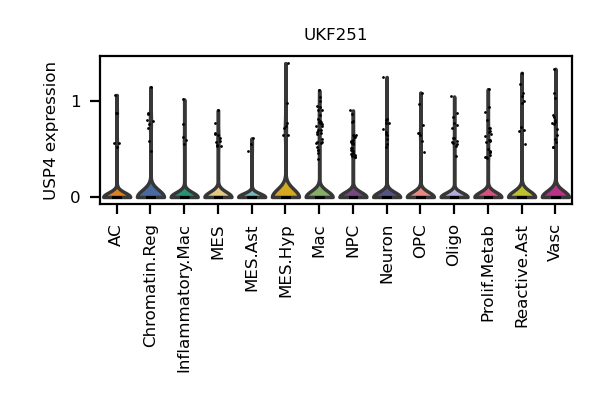 UKF251
USP4 expression
1
0
AC
Chromatin.Reg
Inflammatory.Mac
MES
MES.Ast
MES.Hyp
Mac
NPC
Neuron
OPC
Oligo
Prolif.Metab
Reactive.Ast
Vasc